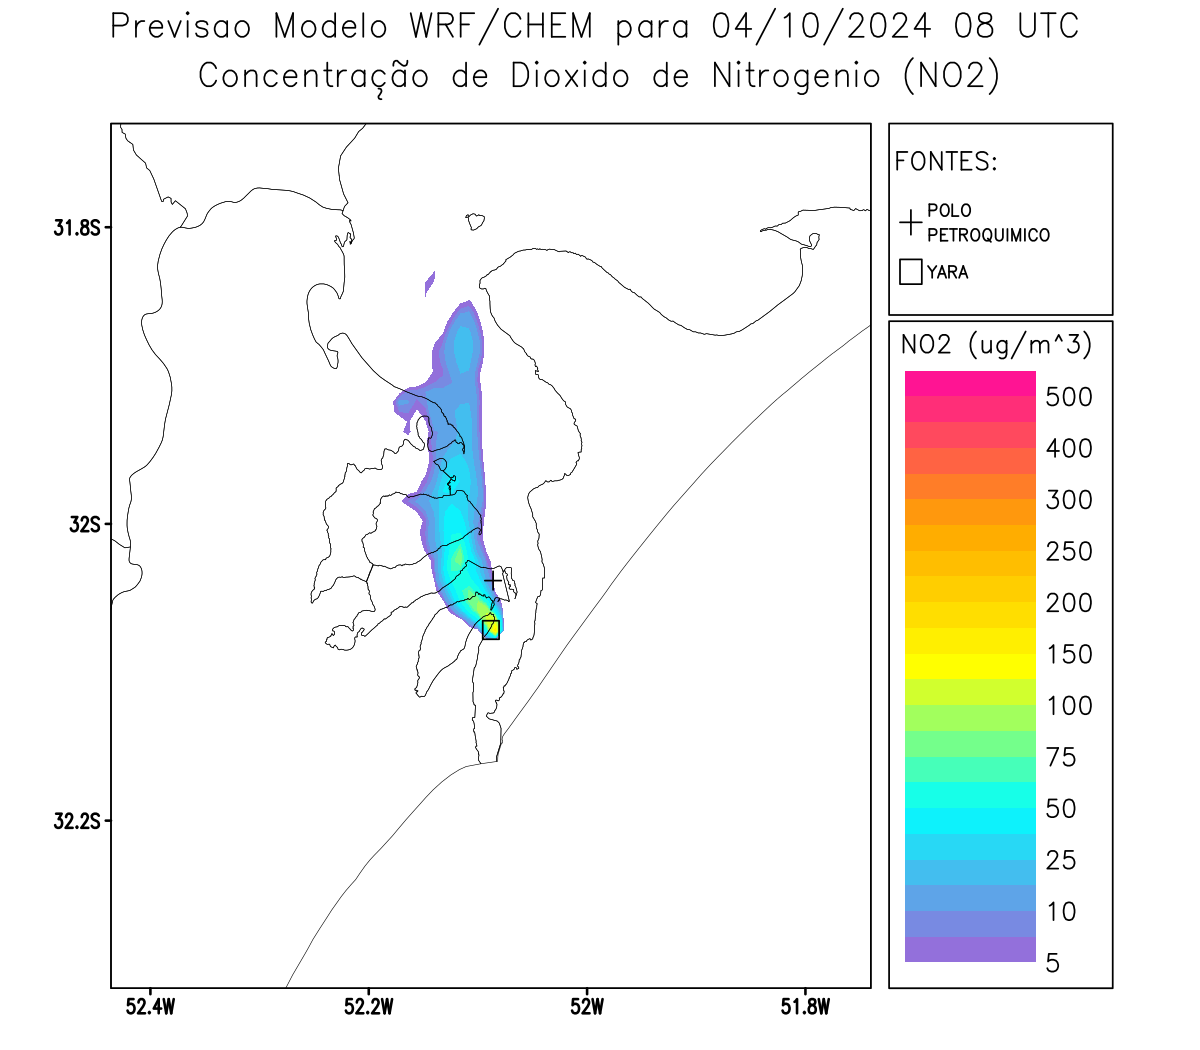 Previsao Modelo WRF/CHEM para 04/10/2024 08 UTC
Concentração de Dioxido de Nitrogenio (NO2)
FONTES:
POLO
PETROQUIMICO
YARA
NO2 (ug/m^3)
500
400
300
250
200
150
100
75
50
25
10
5
31.8S
32S
32.2S
52.4W
52.2W
52W
51.8W